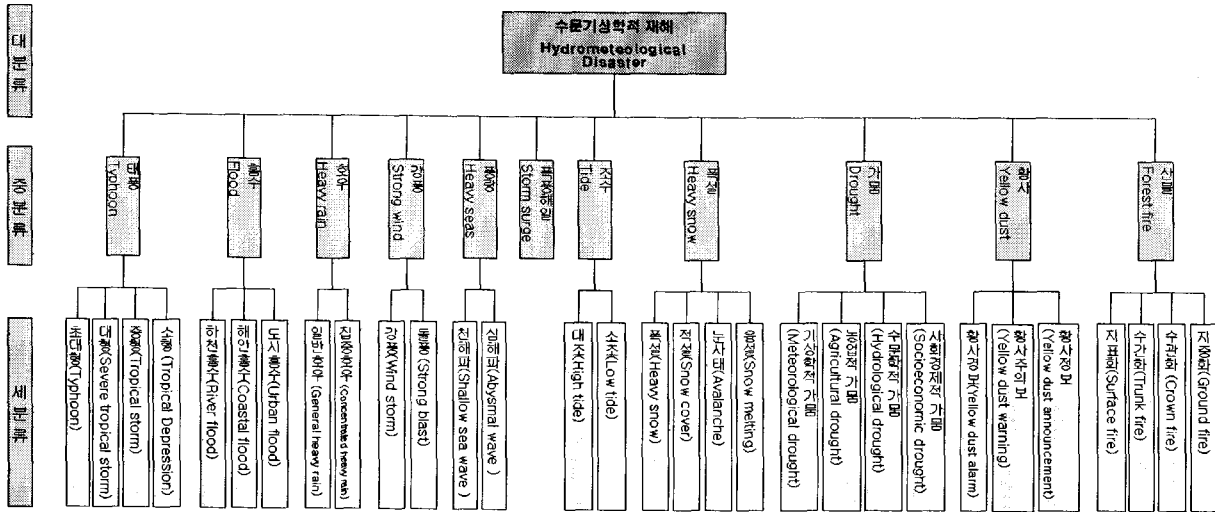 대분류
수문기상학적 재해
Hydrometeological
Disaster
중분류
태풍
Typhoon
홍수
Flood
호우
Heavy rain
강풍
Strong wind
풍랑
Heavy seas
폭풍해일
Storm surge
조수
Tide
폭설
Heavy snow
가뭄
Drought
황사
Yellow dust
산불
Forest fire
세분류
초대형(Typhoon)
대형(Severe tropical storm)
중형(Tropical storm)
소형 (Tropical Depression)
하천홍수(River flood)
해안홍수(Coastal flood)
도시홍수(Urban flood)
일반호우 (General heavy rain)
집중호우 (Concentrated heavy rain)
강풍(Wind storm)
돌풍 (Strong blast)
천해파(Shallow sea wave)
심해파(Abysmal wave)
대조(High tide)
소조(Low tide)
폭설(Heavy snow)
적설(Snow cover)
눈사태(Avalanche)
융설(Snow melting)
기상학적 가뭄
(Meteorological drought)
농업적 가뭄
(Agricultural drought)
수문학적 가뭄
(Hydrological drought)
사회경제적 가뭄
(Socioeconomic drought)
황사경보(Yellow dust alarm)
황사주의보
(Yellow dust warning)
황사정보
(Yellow dust announcement)
지표화(Surface fire)
수간화(Trunk fire)
수관화 (Crown fire)
지중화(Ground fire)